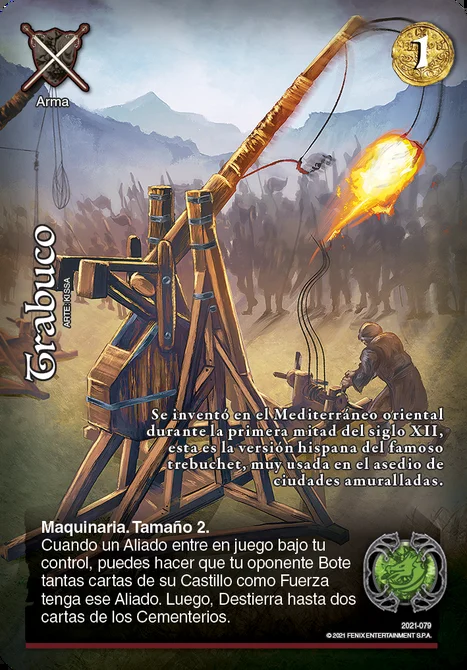 1
Arma
Trabuco
ARTE: KISSA
Se inventó en el Mediterráneo oriental
durante la primera mitad del siglo XII,
esta es la versión hispana del famoso
trebuchet, muy usada en el asedio de
ciudades amuralladas.
Maquinaria. Tamaño 2.
Cuando un Aliado entre en juego bajo tu
control, puedes hacer que tu oponente Bote
tantas cartas de su Castillo como Fuerza
tenga ese Aliado. Luego, Destierra hasta dos
cartas de los Cementerios.
2021-079
© 2021 FENIX ENTERTAINMENT S.P.A.